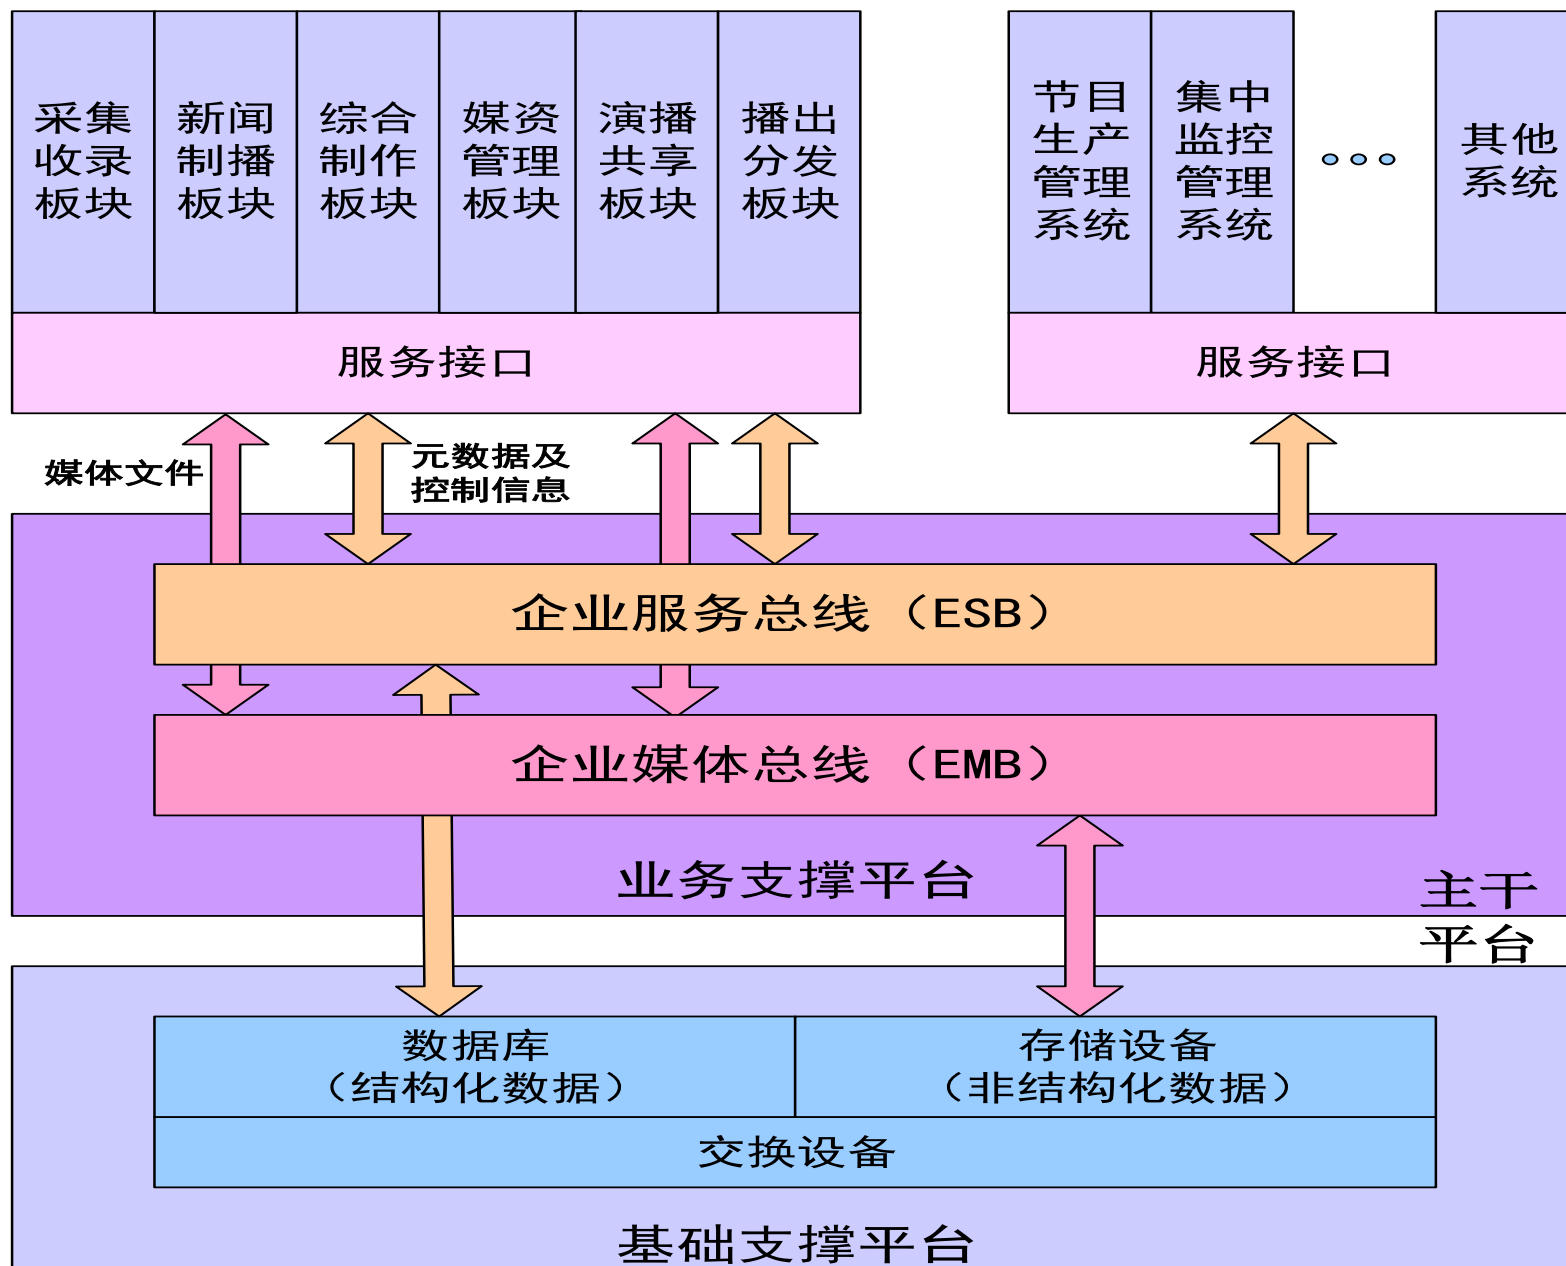 采集
收录
板块
新闻
制播
板块
综合
制作
板块
媒资
管理
板块
演播
共享
板块
播出
分发
板块
节目
生产
管理
系统
集中
监控
管理
系统
其他
系统
服务接口
服务接口
媒体文件
元数据及
控制信息
企业服务总线（ESB）
企业媒体总线（EMB）
业务支撑平台
主干
平台
数据库
（结构化数据）
存储设备
（非结构化数据）
交换设备
基础支撑平台